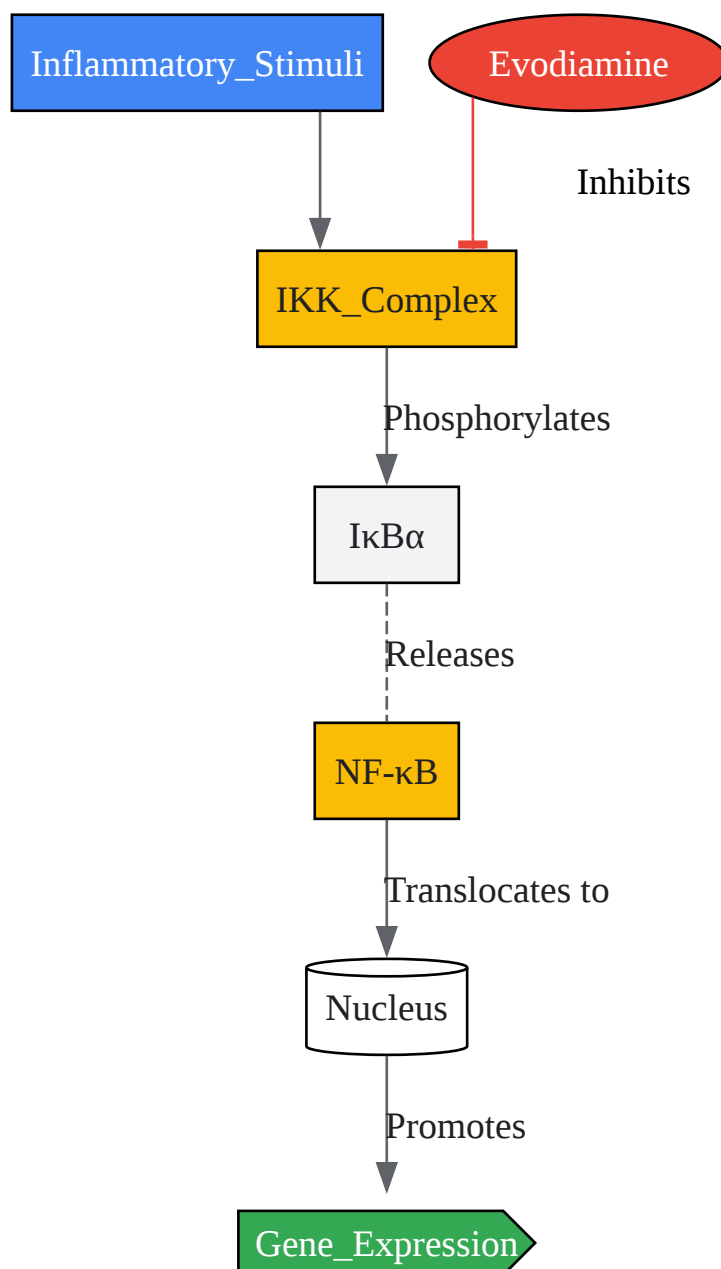 Inflammatory_Stimuli
Evodiamine
Inhibits
IKK_Complex
Phosphorylates
IκBα
Releases
NF-κB
Translocates to
Nucleus
Promotes
Gene_Expression